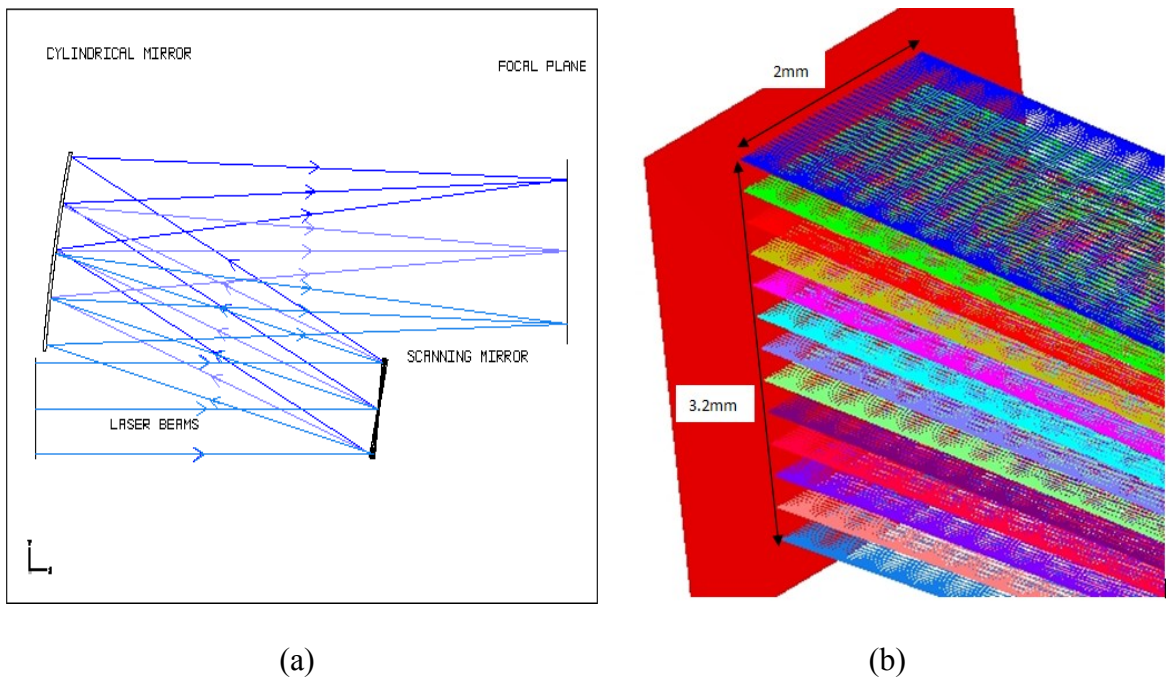 CYLINDRICAL MIRROR
FOCAL PLANE
SCANNING MIRROR
LASER BEAMS
2mm
3.2mm
(a)
(b)